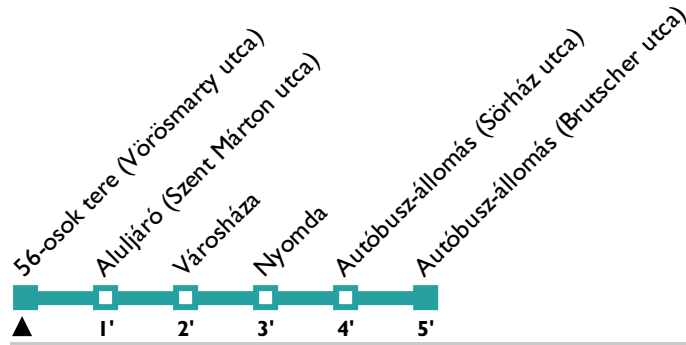 56-osok tere (Vörösmarty utca)
Aluljáró (Szent Márton utca)
Városháza
Nyomda
Autóbusz-állomás (Sörház utca)
Autóbusz-állomás (Brutscher utca)
1' 2' 3' 4' 5'